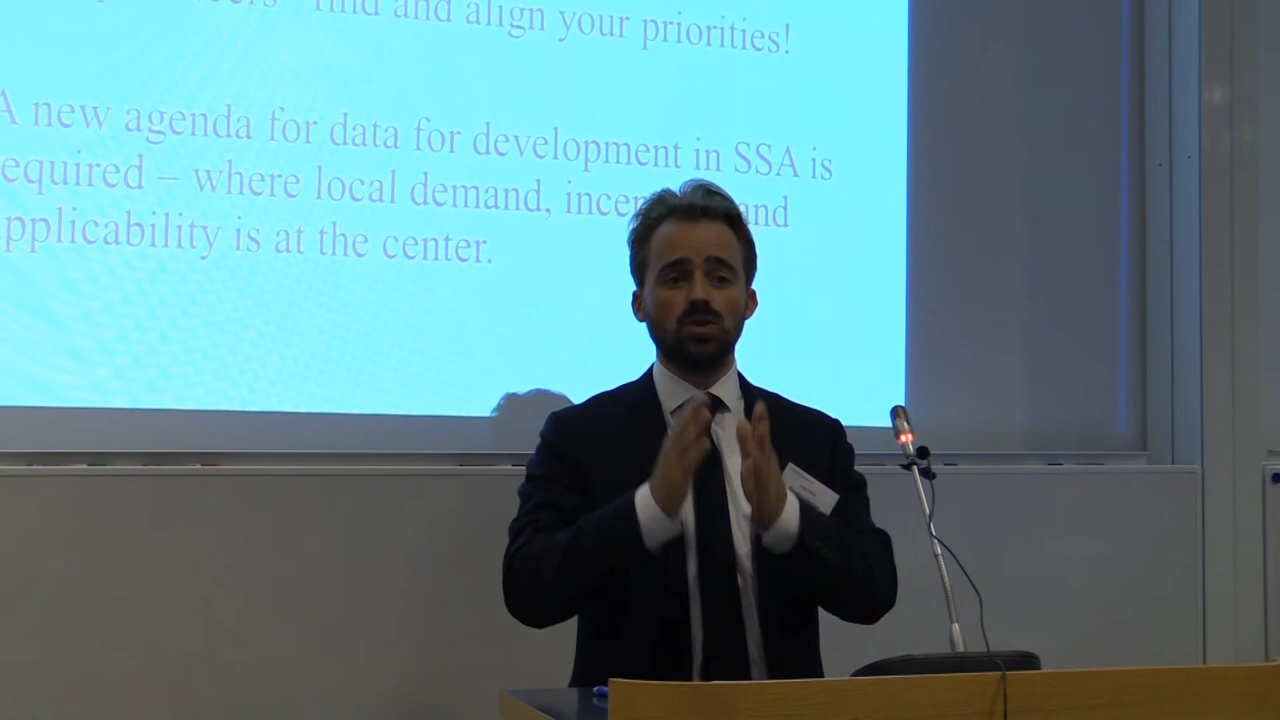 find and align your priorities!
A new agenda for data for development in SSA is
equired – where local demand, and
pplicability is at the center.